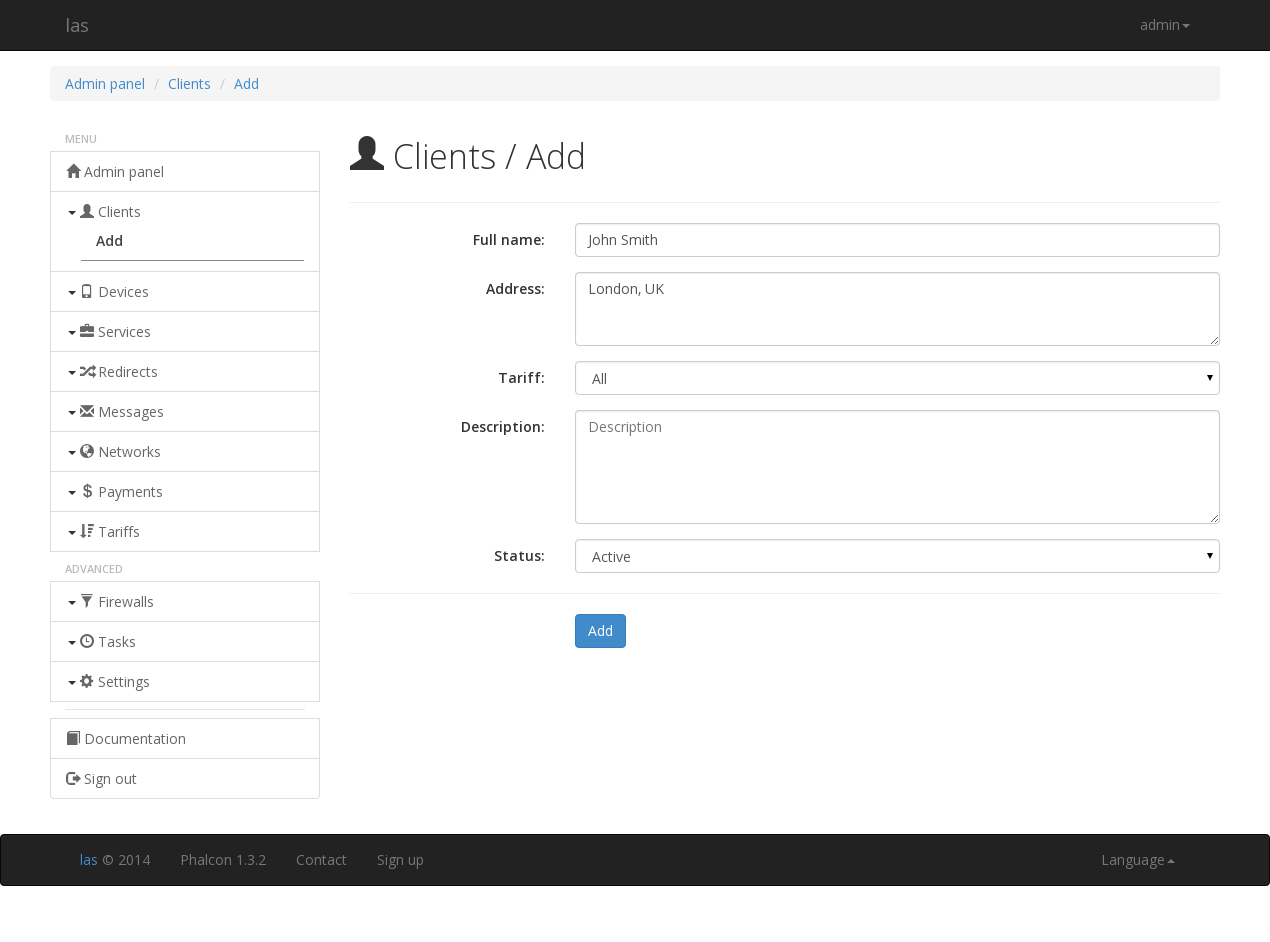 las
admin
Admin panel / Clients / Add
MENU
Admin panel
Clients
Add
Devices
Services
Redirects
Messages
Networks
Payments
Tariffs
ADVANCED
Firewalls
Tasks
Settings
Documentation
Sign out
Clients / Add
Full name: John Smith
Address: London, UK
Tariff: All
Description: Description
Status: Active
Add
las © 2014 Phalcon 1.3.2 Contact Sign up Language